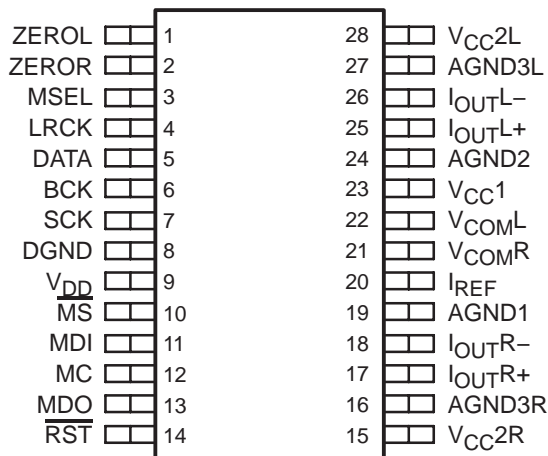 ZEROL 1 28 VCC2L
ZEROR 2 27 AGND3L
MSEL 3 26 IOUTL–
LRCK 4 25 IOUTL+
DATA 5 24 AGND2
BCK 6 23 VCC1
SCK 7 22 VCOML
DGND 8 21 VCOMR
VDD 9 20 IREF
MS 10 19 AGND1
MDI 11 18 IOUTR–
MC 12 17 IOUTR+
MDO 13 16 AGND3R
RST 14 15 VCC2R